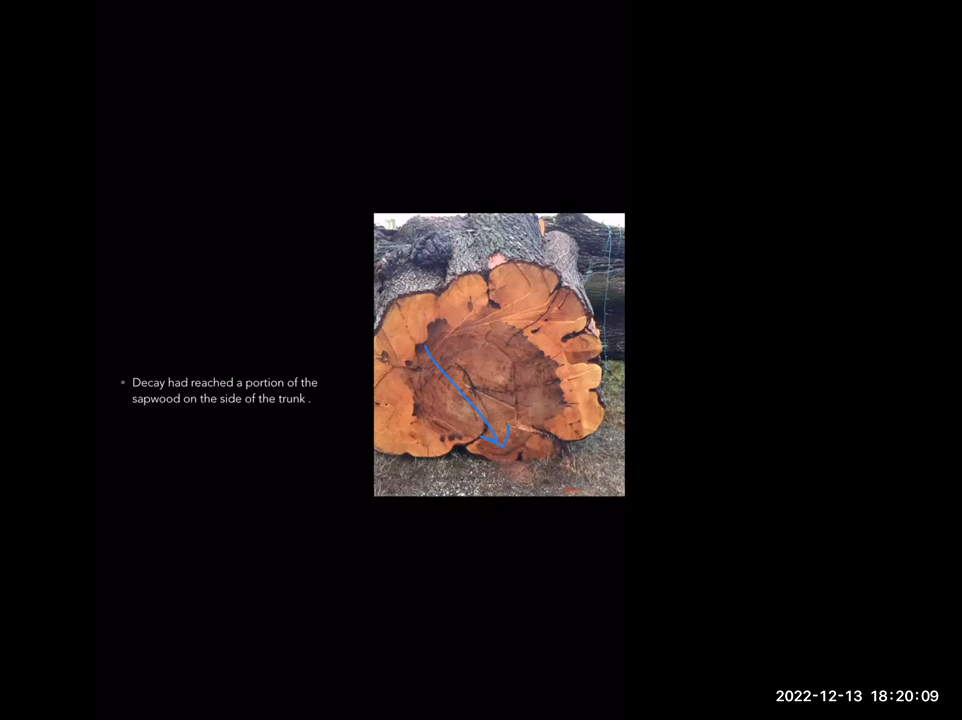 Decay had reached a portion of the
sapwood on the side of the trunk .
2022-12-13 18:20:09